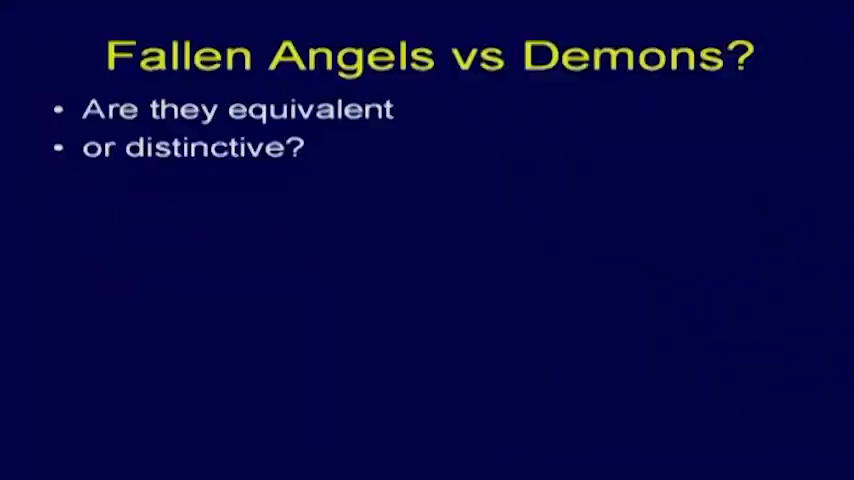 Fallen Angels vs Demons?
• Are they equivalent
• or distinctive?